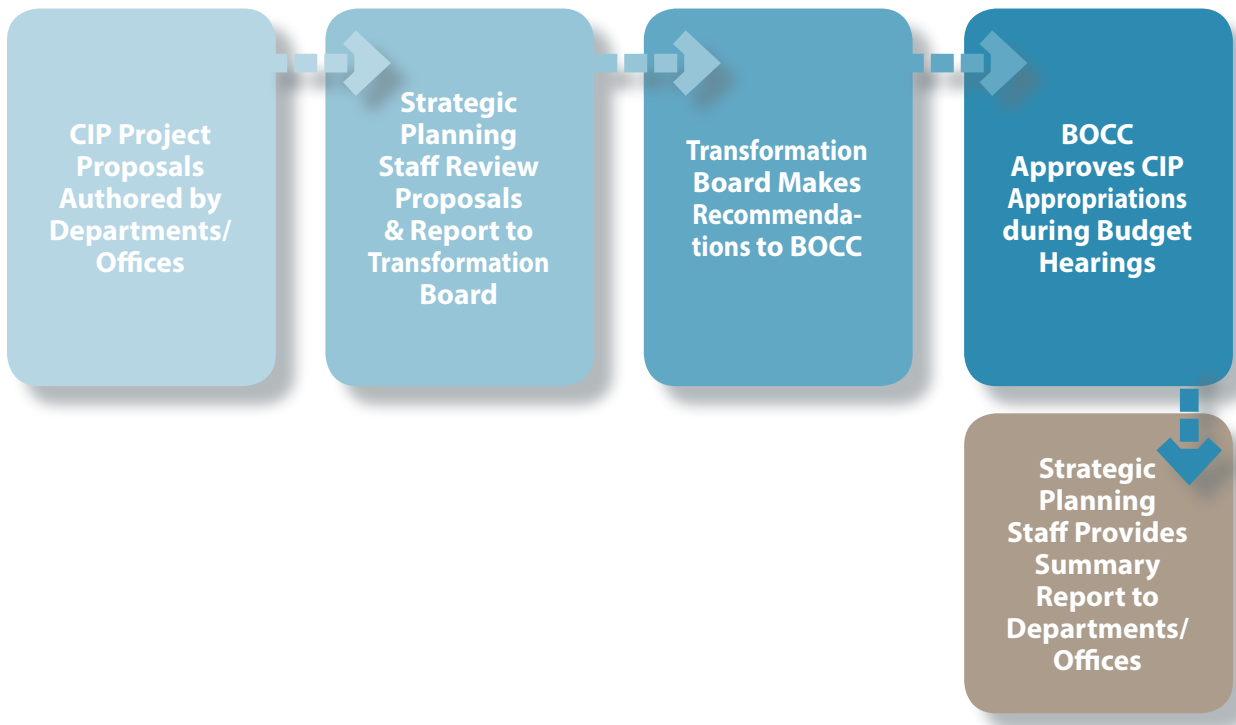 CIP Project
Proposals
Authored by
Departments/
Offices
Strategic
Planning
Staff Review
Proposals
& Report to
Transformation
Board
Transformation
Board Makes
Recommenda-
tions to BOCC
BOCC
Approves CIP
Appropriations
during Budget
Hearings
Strategic
Planning
Staff Provides
Summary
Report to
Departments/
Offices